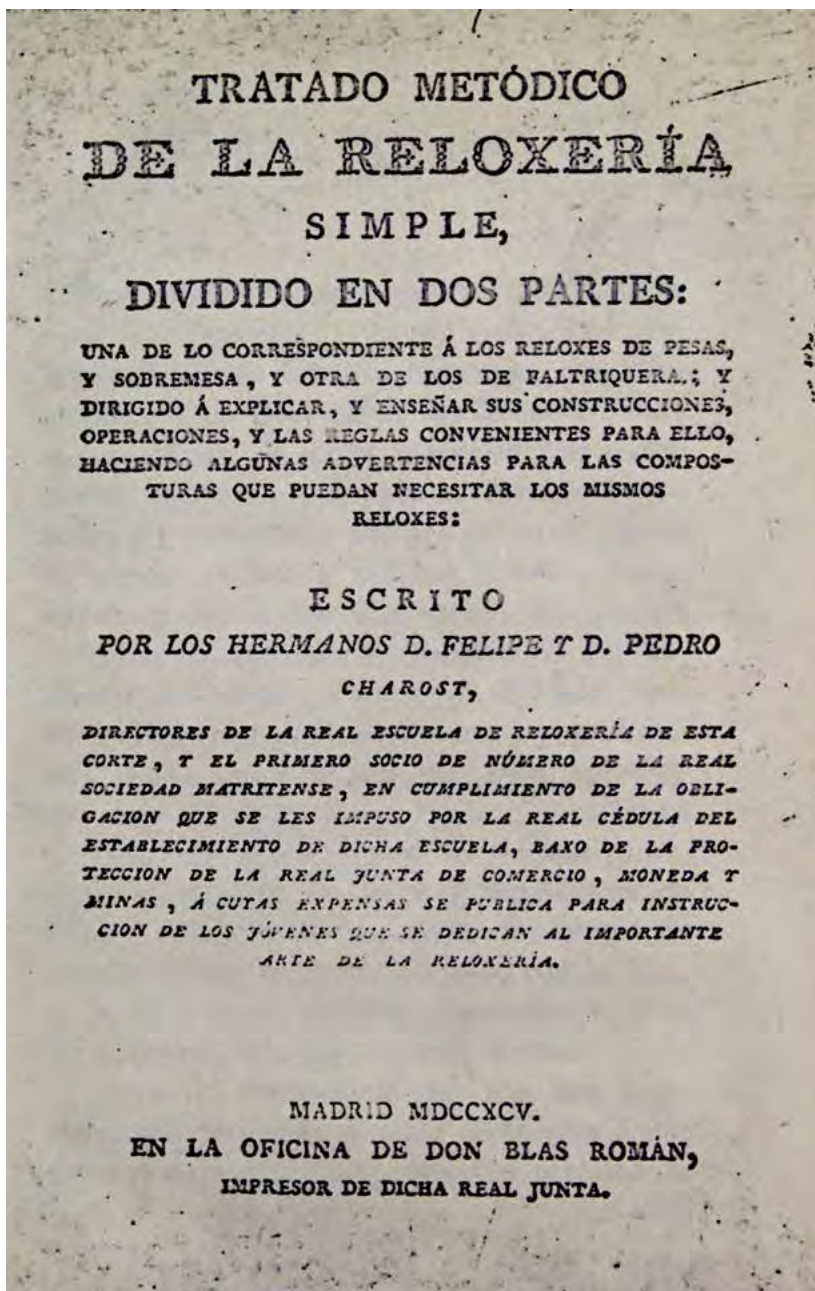 TRATADO METÓDICO
DE LA RELOXERÍA
SIMPLE,
DIVIDIDO EN DOS PARTES:
UNA DE LO CORRESPONDIENTE Á LOS RELOXES DE PESAS,
Y SOBREMESA, Y OTRA DE LOS DE FALTRIQUERA; Y
DIRIGIDO Á EXPLICAR, Y ENSEÑAR SUS CONSTRUCCIONES,
OPERACIONES, Y LAS REGLAS CONVENIENTES PARA ELLO,
HACIENDO ALGUNAS ADVERTENCIAS PARA LAS COMPOS-
TURAS QUE PUEDAN NECESITAR LOS MISMOS
RELOXES:
ESCRITO
POR LOS HERMANOS D. FELIPE Y D. PEDRO
CHAROST,
DIRECTORES DE LA REAL ESCUELA DE RELOXERÍA DE ESTA
CORTE, Y EL PRIMERO SOCIO DE NÚMERO DE LA REAL
SOCIEDAD MATRITENSE, EN CUMPLIMIENTO DE LA OBLI-
GACION QUE SE LES IMPUSO POR LA REAL CÉDULA DEL
ESTABLECIMIENTO DE DICHA ESCUELA, BAXO DE LA PRO-
TECCION DE LA REAL JUNTA DE COMERCIO, MONEDA Y
MINAS, Á CUYAS EXPENSAS SE PUBLICA PARA INSTRUC-
CION DE LOS JÓVENES QUE SE DEDICAN AL IMPORTANTE
ARTE DE LA RELOXERÍA.
MADRID MDCCXCV.
EN LA OFICINA DE DON BLAS ROMÁN,
IMPRESOR DE DICHA REAL JUNTA.